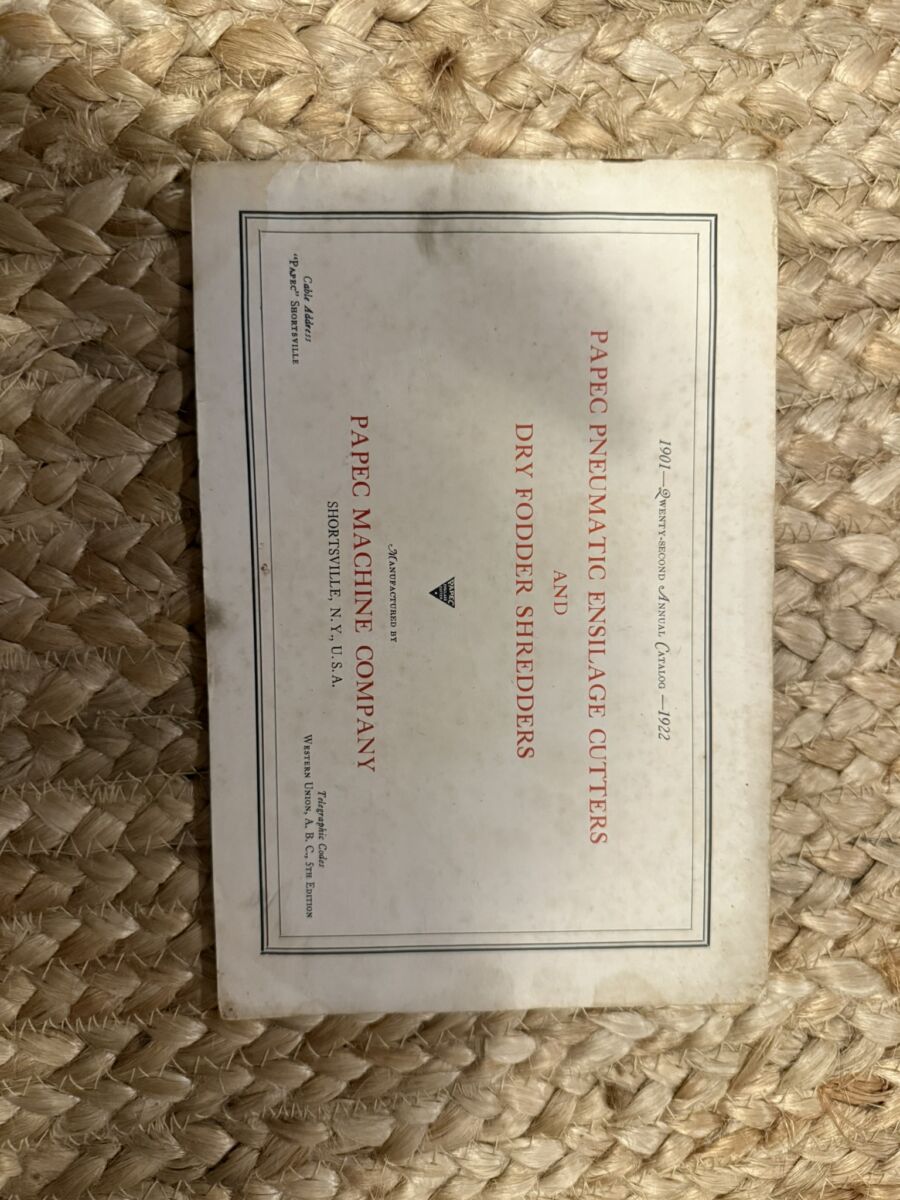 1901—Twenty-second Annual Catalog—1922
PAPEC PNEUMATIC ENSILAGE CUTTERS
AND
DRY FODDER SHREDDERS
PAPEC
Manufactured by
PAPEC MACHINE COMPANY
SHORTSVILLE, N. Y., U. S. A.
Cable Address
"Papec" Shortsville
Telegraphic Codes
Western Union, A. B. C., 5th Edition